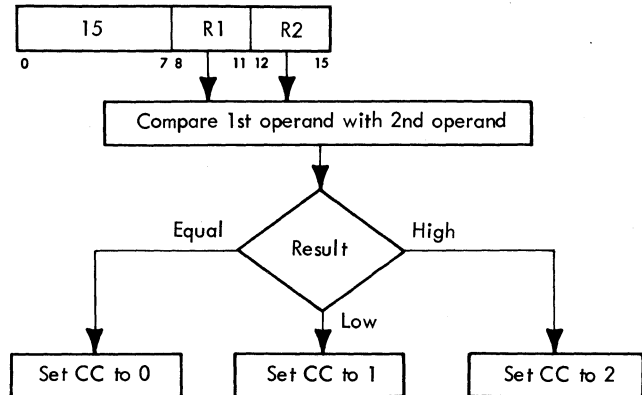 15 R1 R2
0 7 8 11 12 15
Compare 1st operand with 2nd operand
Equal Result High
Low
Set CC to 0 Set CC to 1 Set CC to 2